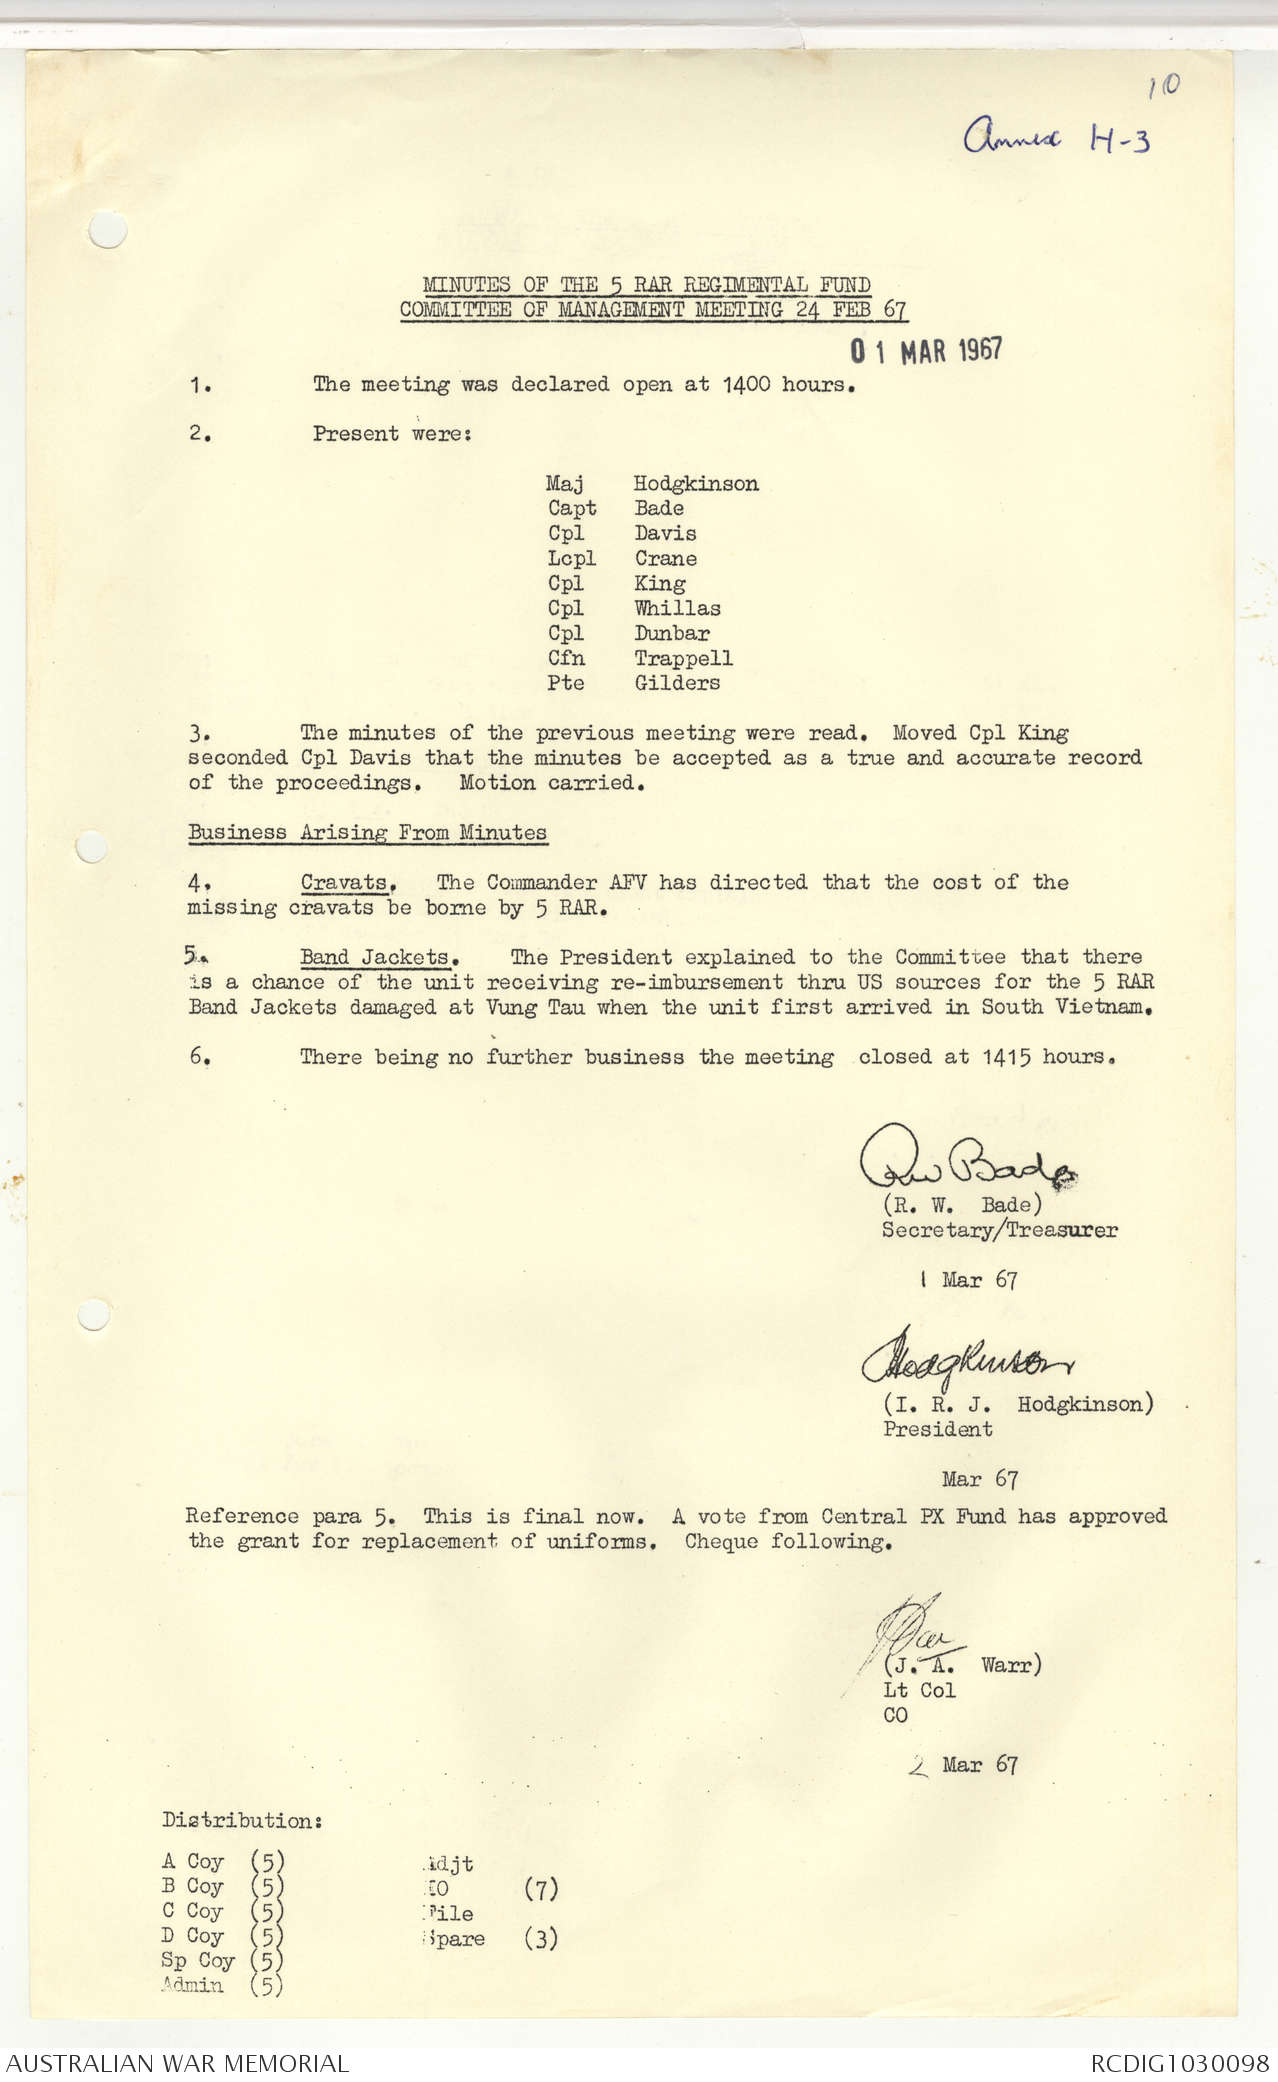 10
Annex H-3
MINUTES OF THE 5 RAR REGIMENTAL FUND
COMMITTEE OF MANAGEMENT MEETING 24 FEB 67
01 MAR 1967
1. The meeting was declared open at 1400 hours.
2. Present were:
Maj Hodgkinson
Capt Bade
Cpl Davis
Lcpl Crane
Cpl King
Cpl Whillas
Cpl Dunbar
Cfn Trappell
Pte Gilders
3. The minutes of the previous meeting were read. Moved Cpl King
seconded Cpl Davis that the minutes be accepted as a true and accurate record
of the proceedings. Motion carried.
Business Arising From Minutes
4. Cravats. The Commander AFV has directed that the cost of the
missing cravats be borne by 5 RAR.
5. Band Jackets. The President explained to the Committee that there
is a chance of the unit receiving re-imbursement thru US sources for the 5 RAR
Band Jackets damaged at Vung Tau when the unit first arrived in South Vietnam.
6. There being no further business the meeting closed at 1415 hours.
RW Bade
(R. W. Bade)
Secretary/Treasurer
1 Mar 67
Hodgkinson
(I. R. J. Hodgkinson)
President
Mar 67
Reference para 5. This is final now. A vote from Central PX Fund has approved
the grant for replacement of uniforms. Cheque following.
(J. A. Warr)
Lt Col
CO
2 Mar 67
Distribution:
A Coy (5) Adjt
B Coy (5) IO (7)
C Coy (5) File
D Coy (5) Spare (3)
Sp Coy (5)
Admin (5)
AUSTRALIAN WAR MEMORIAL RCDIG1030098